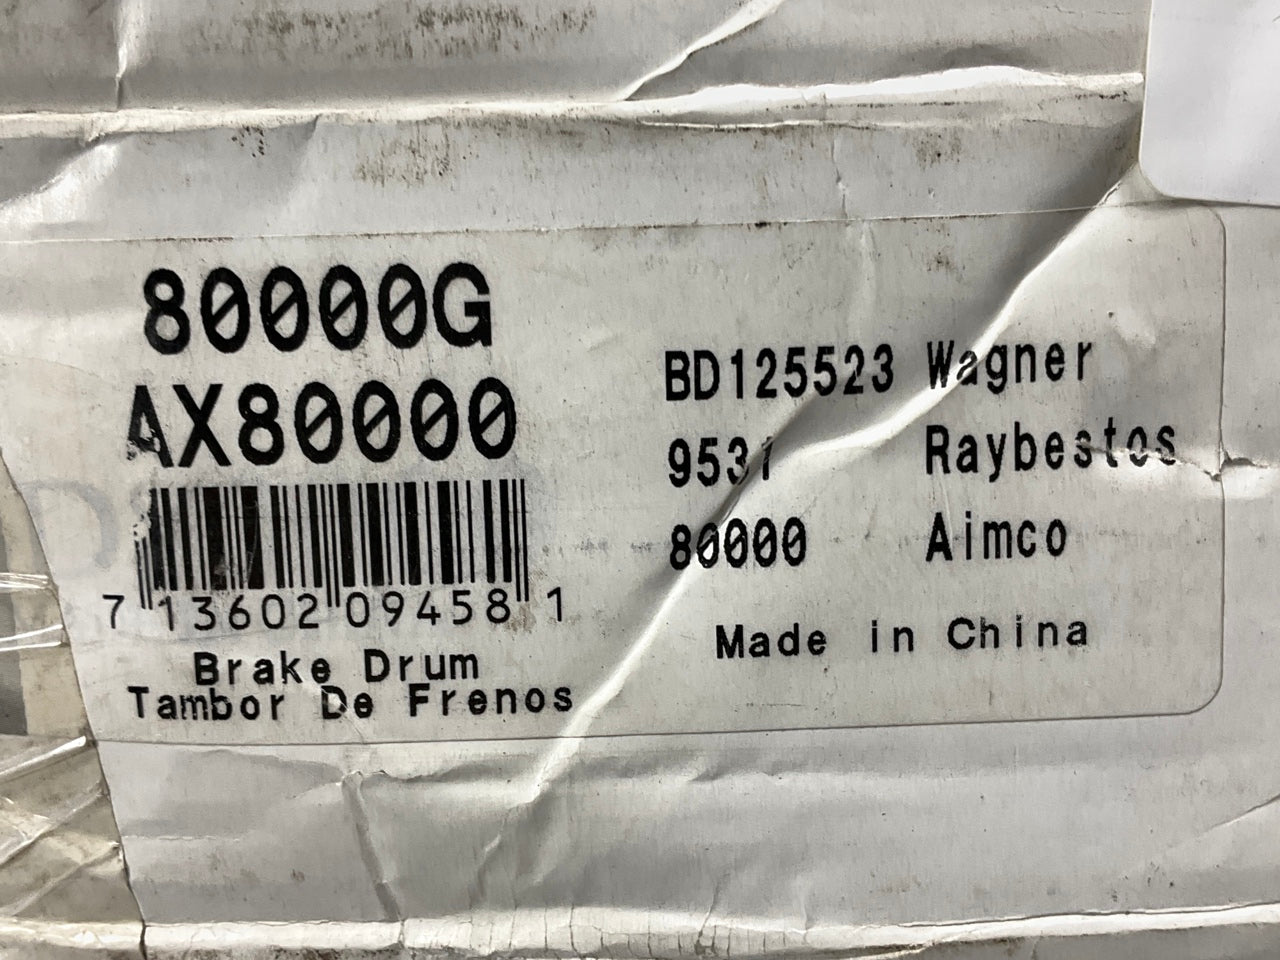 80000G
AX80000
7 13602 09458 1
Brake Drum
Tambor De Frenos
BD125523 Wagner
9531 Raybestos
80000 Aimco
Made in China